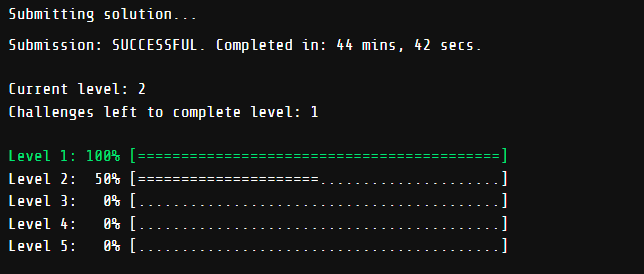 Submitting solution...
Submission: SUCCESSFUL. Completed in: 44 mins, 42 secs.
Current level: 2
Challenges left to complete level: 1
Level 1: 100% [==========================================]
Level 2:  50% [=====================.....................]
Level 3:   0% [..........................................]
Level 4:   0% [..........................................]
Level 5:   0% [..........................................]